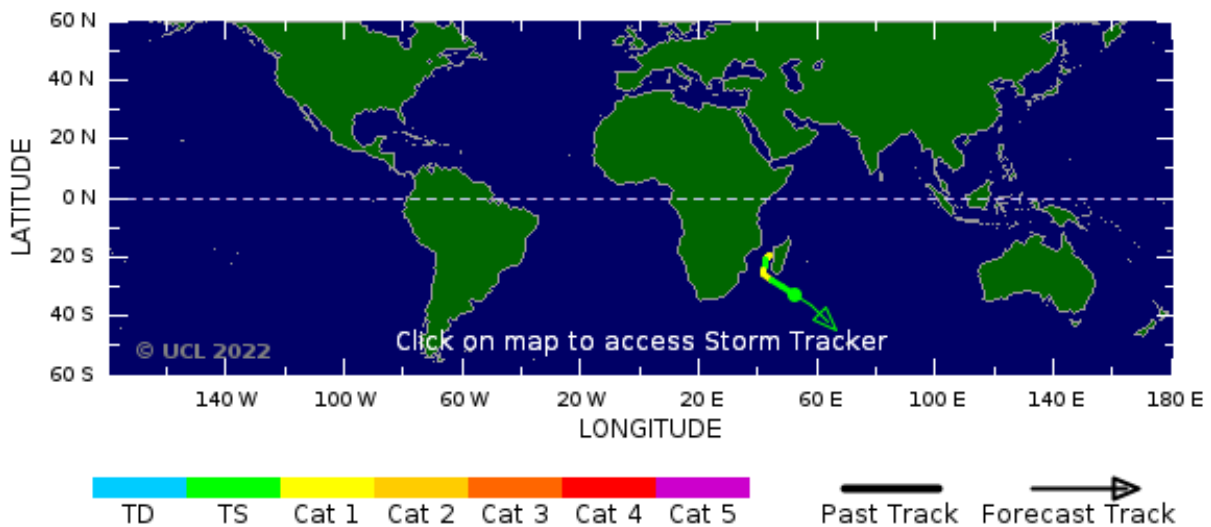 60 N
40 N
20 N
0 N
20 S
40 S
60 S
LATITUDE
Click on map to access Storm Tracker
© UCL 2022
140 W 100 W 60 W 20 W 20 E 60 E 100 E 140 E 180 E
LONGITUDE
TD TS Cat 1 Cat 2 Cat 3 Cat 4 Cat 5 Past Track Forecast Track